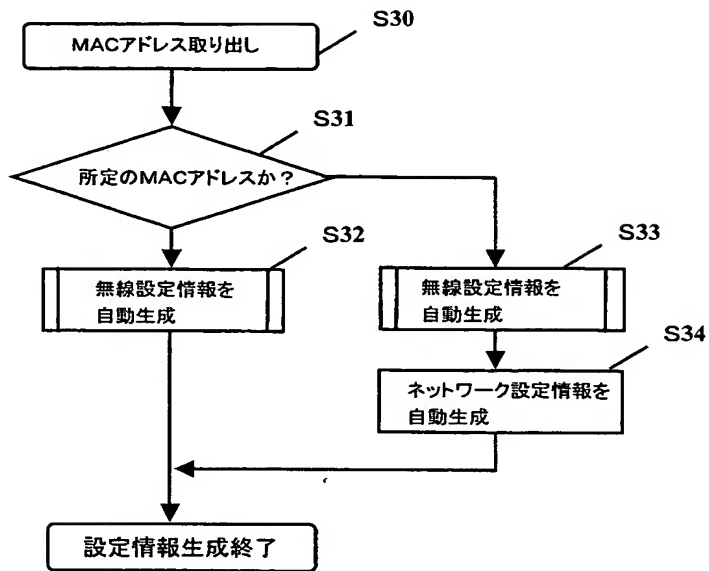 MACアドレス取り出し
S30
S31
所定のMACアドレスか？
S32
無線設定情報を
自動生成
S33
無線設定情報を
自動生成
S34
ネットワーク設定情報を
自動生成
設定情報生成終了